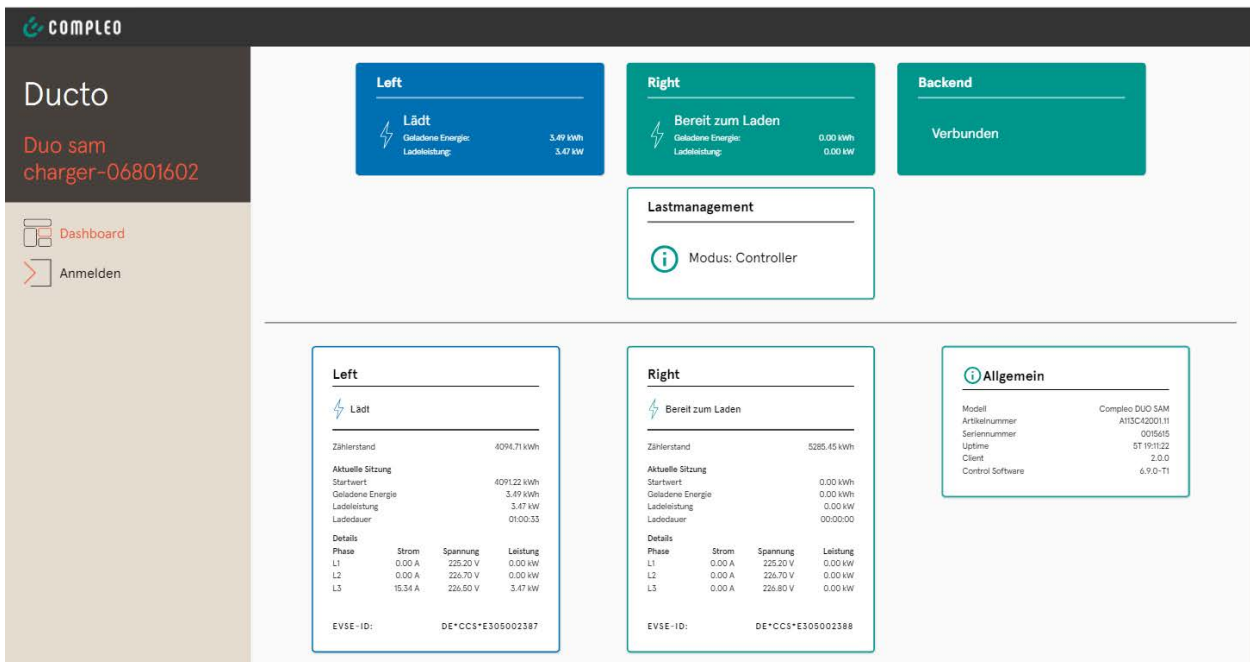 COMPLEO
Ducto
Duo sam
charger-06801602
Dashboard
Anmelden
Left
Lädt
Geladene Energie: 3.49 kWh
Ladeleistung: 3.47 kW
Right
Bereit zum Laden
Geladene Energie: 0.00 kWh
Ladeleistung: 0.00 kW
Backend
Verbunden
Lastmanagement
Modus: Controller
Left
Lädt
Zählerstand 4094.71 kWh
Aktuelle Sitzung
Startwert 4091.22 kWh
Geladene Energie 3.49 kWh
Ladeleistung 3.47 kW
Ladedauer 01:00:33
Details
Phase Strom Spannung Leistung
L1 0.00 A 225.20 V 0.00 kW
L2 0.00 A 226.70 V 0.00 kW
L3 15.34 A 226.50 V 3.47 kW
EVSE-ID: DE*CCS*E305002387
Right
Bereit zum Laden
Zählerstand 5285.45 kWh
Aktuelle Sitzung
Startwert 0.00 kWh
Geladene Energie 0.00 kWh
Ladeleistung 0.00 kW
Ladedauer 00:00:00
Details
Phase Strom Spannung Leistung
L1 0.00 A 225.20 V 0.00 kW
L2 0.00 A 226.70 V 0.00 kW
L3 0.00 A 226.80 V 0.00 kW
EVSE-ID: DE*CCS*E305002388
Allgemein
Modell Compleo DUO SAM
Artikelnummer A113C42001.11
Seriennummer 0015615
Uptime 5T 19:11:22
Client 2.0.0
Control Software 6.9.0-T1